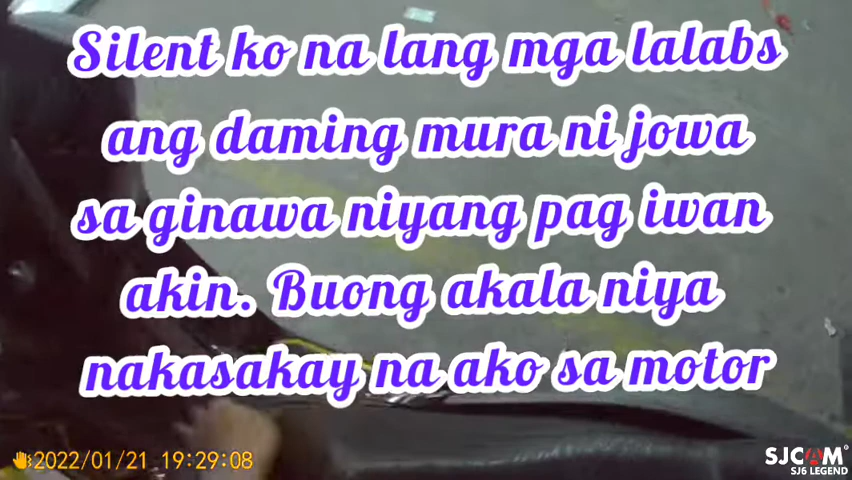 Silent ko na lang mga lalabs
ang daming mura ni jowa
sa ginawa niyang pag iwan
akin. Buong akala niya
nakasakay na ako sa motor
2022/01/21 19:29:08
SJCAM
SJ6 LEGEND